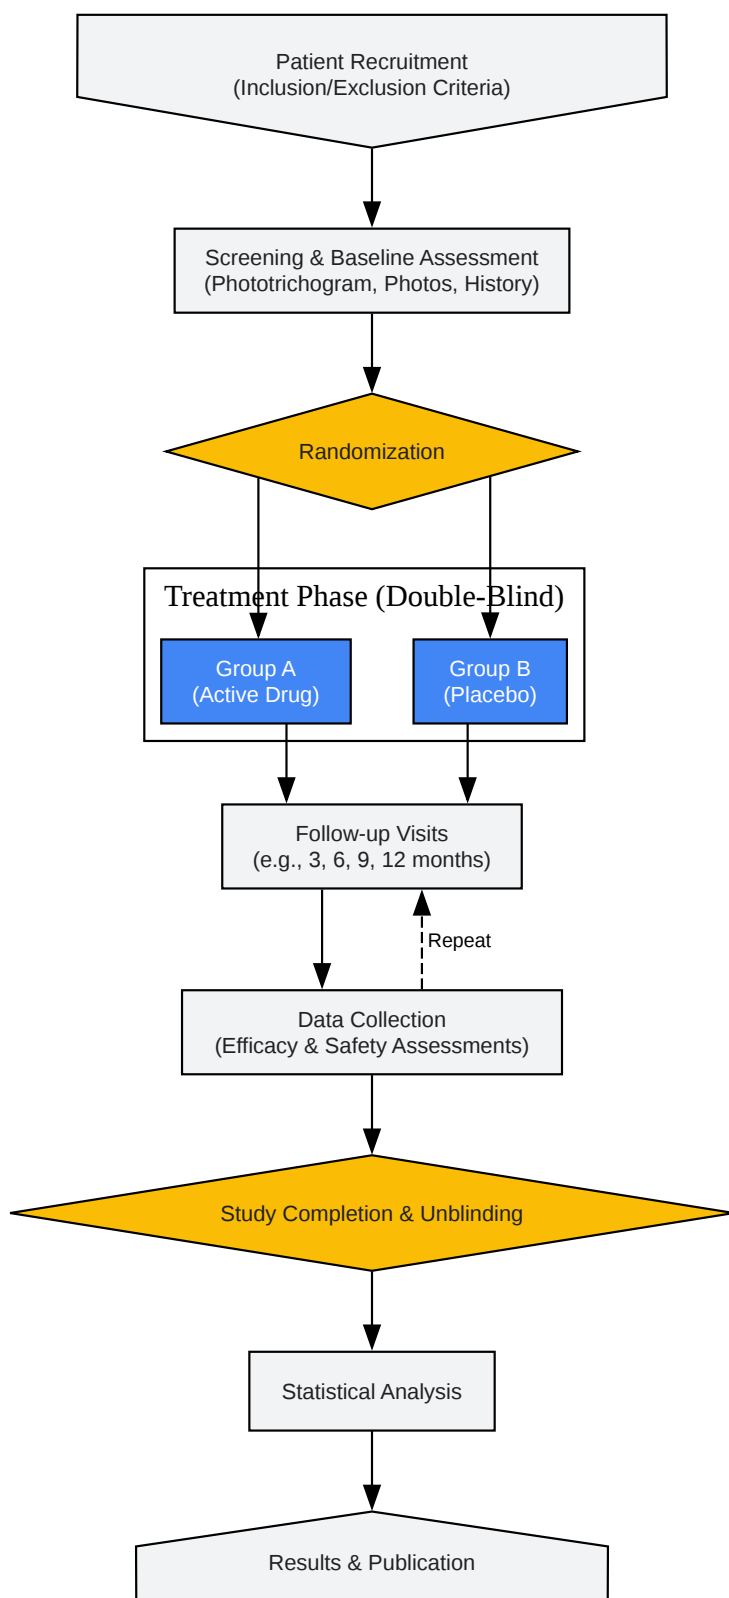 Patient Recruitment
(Inclusion/Exclusion Criteria)
Screening & Baseline Assessment
(Phototrichogram, Photos, History)
Randomization
Treatment Phase (Double-Blind)
Group A
(Active Drug)
Group B
(Placebo)
Follow-up Visits
(e.g., 3, 6, 9, 12 months)
Repeat
Data Collection
(Efficacy & Safety Assessments)
Study Completion & Unblinding
Statistical Analysis
Results & Publication